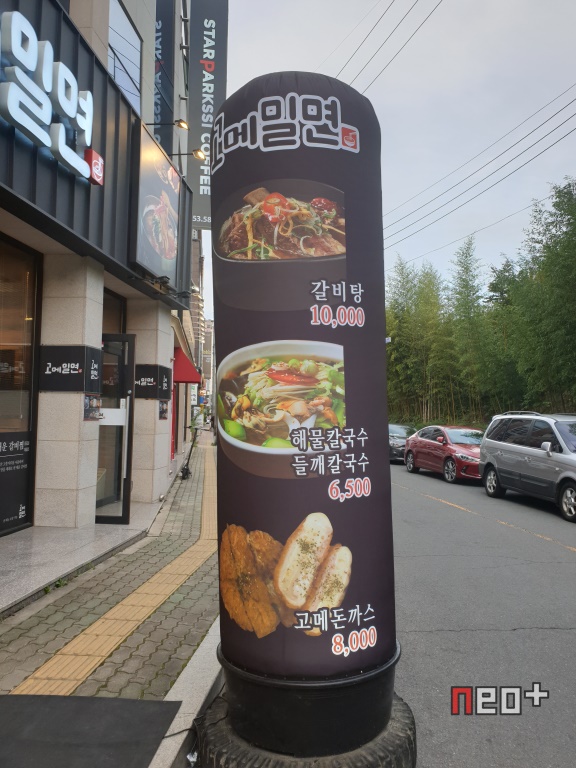 STARPARKSSI COFFEE
밀면
고메밀면
갈비탕
10,000
해물칼국수
들깨칼국수
6,500
고메돈까스
8,000
고메밀면
neo+